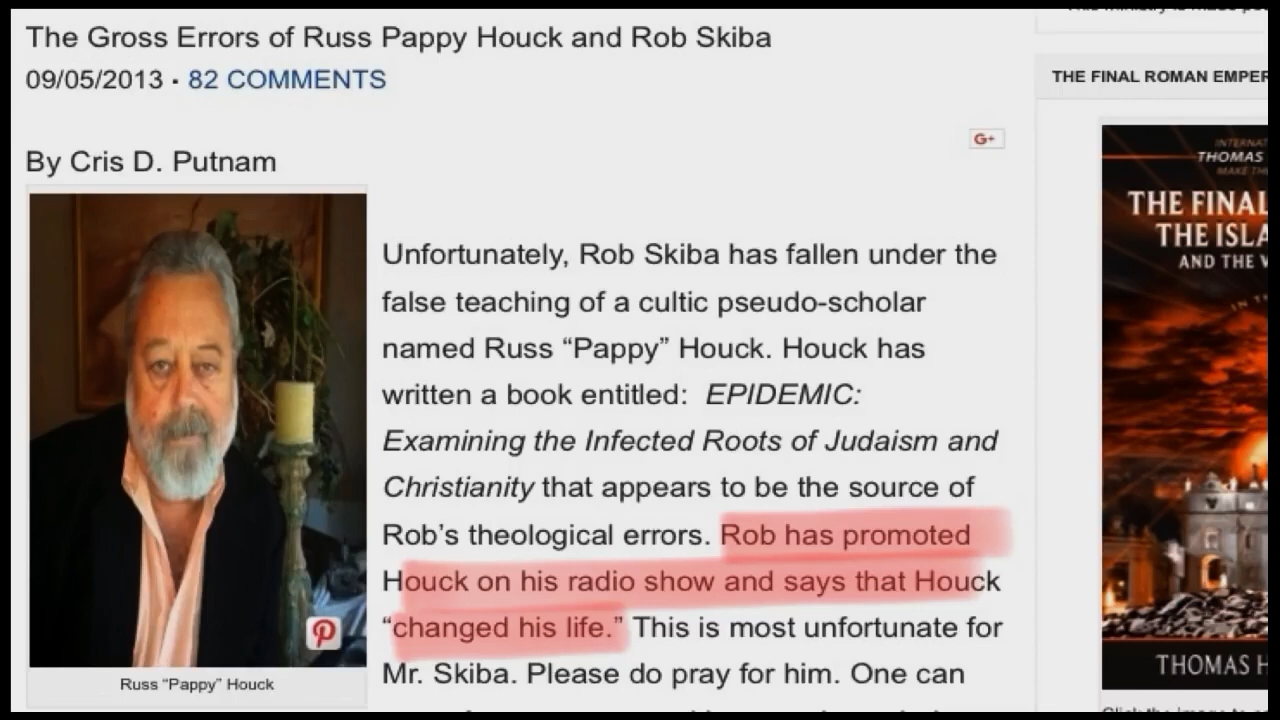 The Gross Errors of Russ Pappy Houck and Rob Skiba
09/05/2013 · 82 COMMENTS
G+
By Cris D. Putnam
Unfortunately, Rob Skiba has fallen under the
false teaching of a cultic pseudo-scholar
named Russ “Pappy” Houck. Houck has
written a book entitled:  EPIDEMIC:
Examining the Infected Roots of Judaism and
Christianity that appears to be the source of
Rob’s theological errors. Rob has promoted
Houck on his radio show and says that Houck
“changed his life.” This is most unfortunate for
Mr. Skiba. Please do pray for him. One can
Russ “Pappy” Houck
THE FINAL ROMAN
THOMAS
MAKE
THE FINAL
THE
AND THE
IN
THOMAS